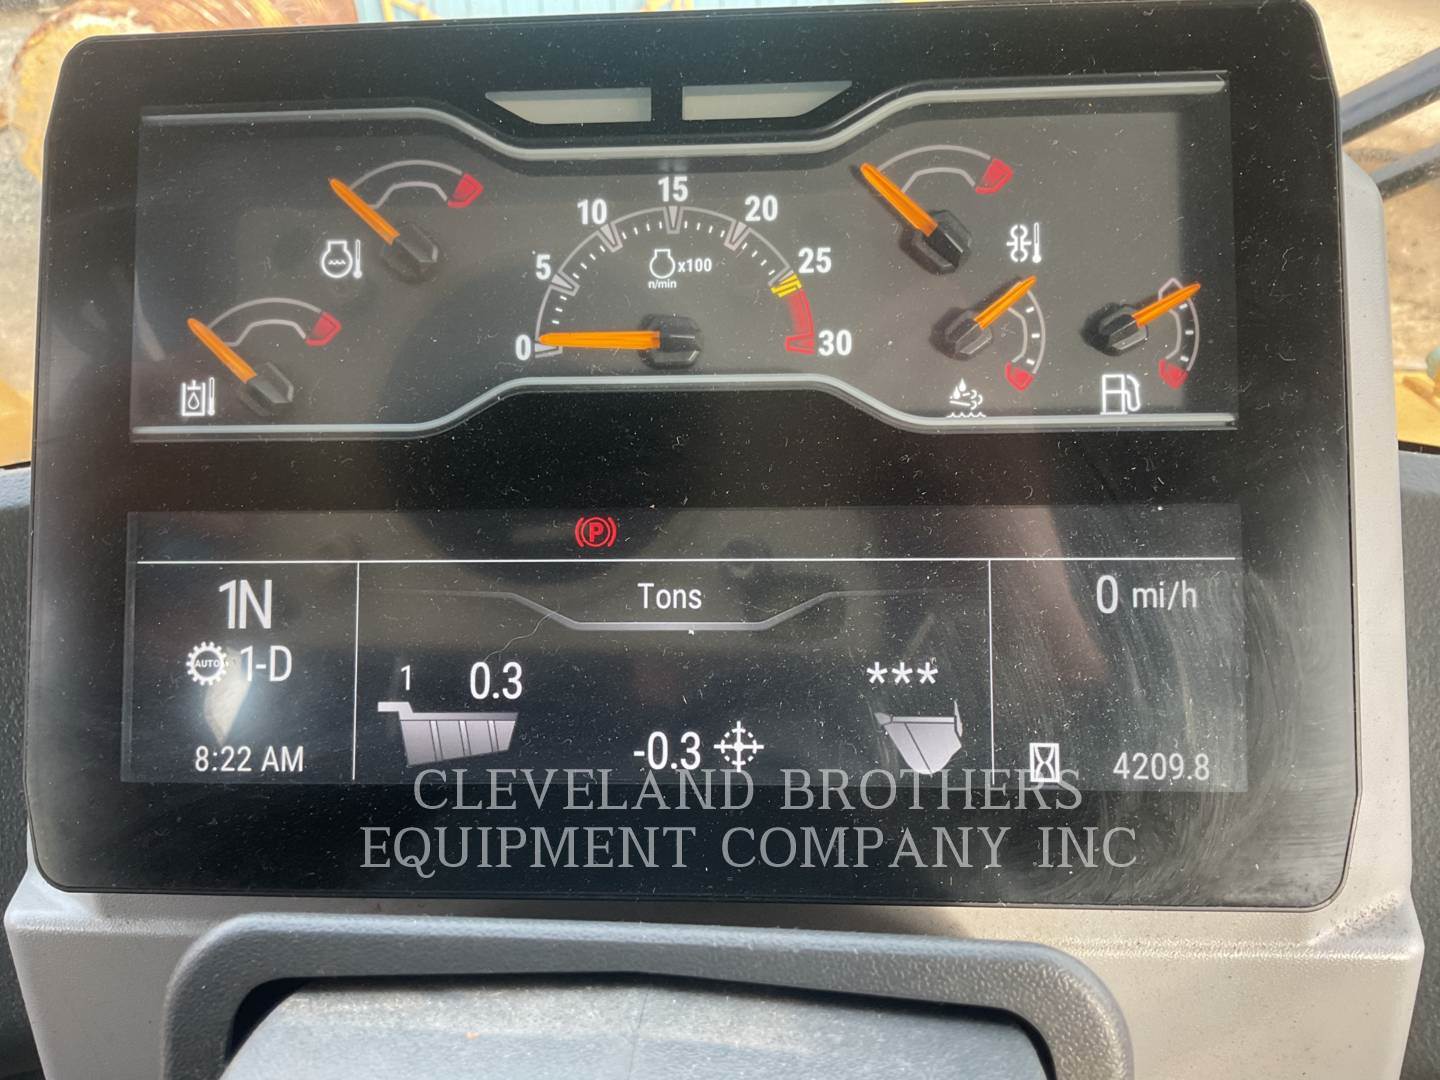 15
10 20
5 x100 25
n/min
0 30
P
1N Tons 0 mi/h
AUTO 1-D
1 0.3 ***
8:22 AM -0.3 4209.8
CLEVELAND BROTHERS
EQUIPMENT COMPANY INC